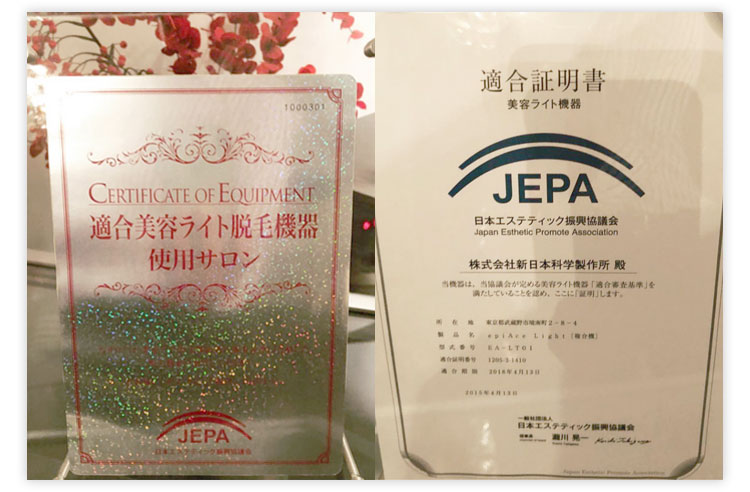 1000301
CERTIFICATE OF EQUIPMENT
適合美容ライト脱毛機器
使用サロン
JEPA
日本エステティック振興協議会
適合証明書
美容ライト機器
JEPA
日本エステティック振興協議会
Japan Esthetic Promote Association
株式会社新日本科学製作所 殿
当機器は、当協議会が定める美容ライト機器「適合審査基準」を
満たしていることを認め、ここに「証明」します。
所在地 東京都武蔵野市境南町2-8-4
製品名 epiAce Light [複合機]
型式番号 EA-LT01
適合証明番号 1205-3-1410
適合期限 2016年4月13日
2015年4月13日
一般社団法人
日本エステティック振興協議会
理事長 瀧川 晃一
Japan Esthetic Promote Association